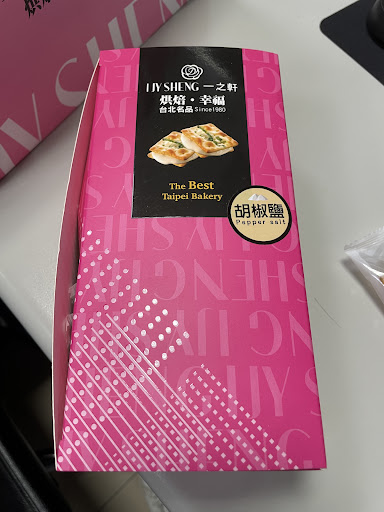 I JY SHENG 一之軒
烘焙・幸福
台北名品 Since1980
The Best
Taipei Bakery
胡椒鹽
Pepper salt